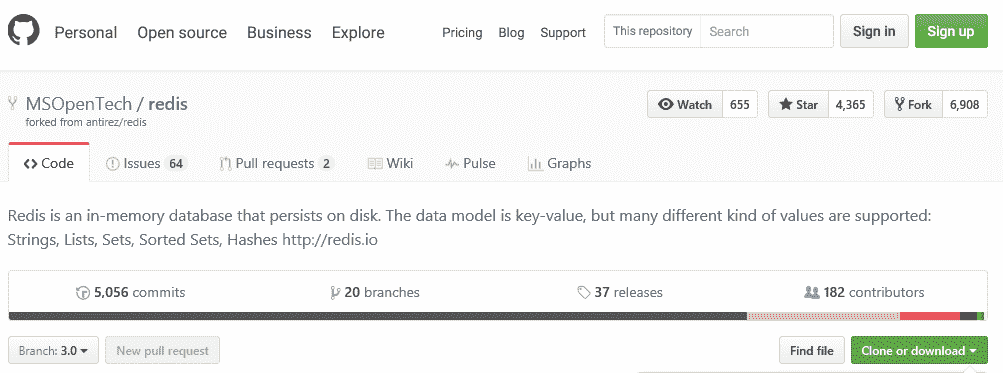 Personal Open source Business Explore Pricing Blog Support This repository Search Sign in Sign up
MSOpenTech / redis Watch 655 Star 4,365 Fork 6,908
forked from antirez/redis
Code Issues 64 Pull requests 2 Wiki Pulse Graphs
Redis is an in-memory database that persists on disk. The data model is key-value, but many different kind of values are supported:
Strings, Lists, Sets, Sorted Sets, Hashes http://redis.io
5,056 commits 20 branches 37 releases 182 contributors
Branch: 3.0 New pull request Find file Clone or download